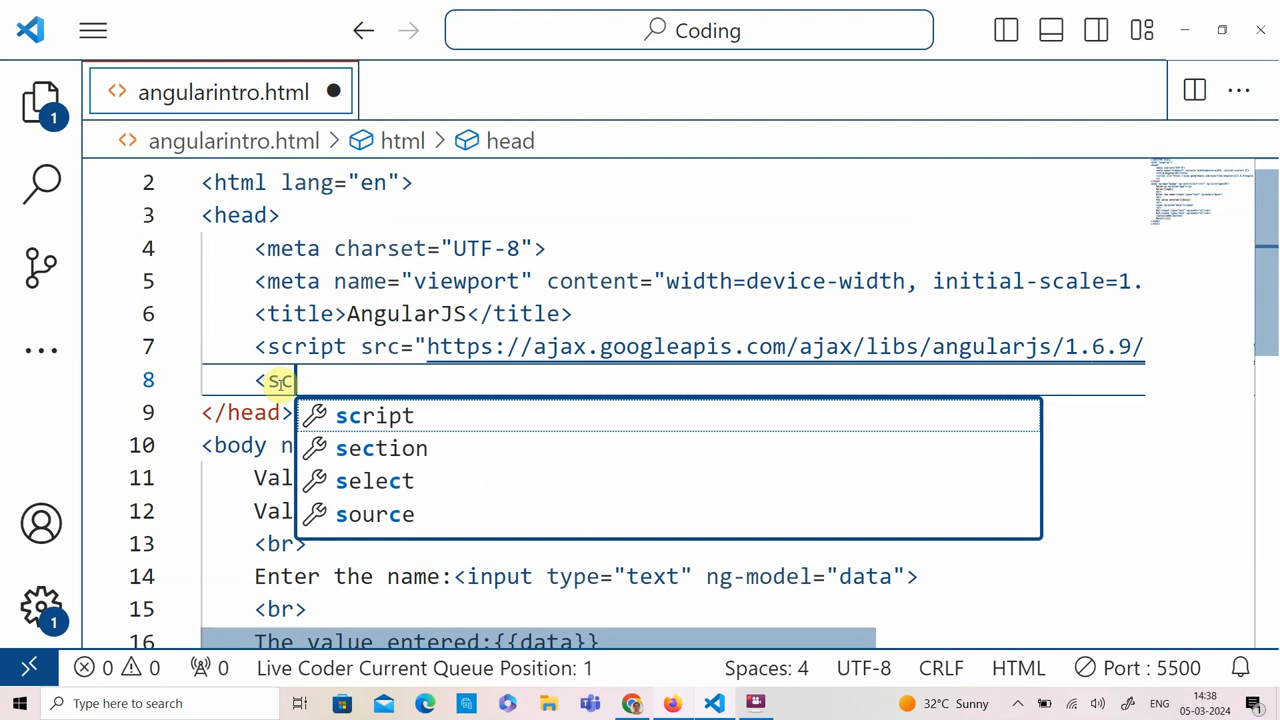 Coding
angularintro.html
angularintro.html > html > head
1
2 <html lang="en">
3 <head>
4 <meta charset="UTF-8">
5 <meta name="viewport" content="width=device-width, initial-scale=1.
6 <title>AngularJS</title>
7 <script src="https://ajax.googleapis.com/ajax/libs/angularjs/1.6.9/
8 <sc
9 </head>
script
10 <body n
section
11 Val
select
12 Val
source
13 <br>
14 Enter the name:<input type="text" ng-model="data">
15 <br>
16 The value entered:{{data}}
1
0 0 0 Live Coder Current Queue Position: 1 Spaces: 4 UTF-8 CRLF HTML Port : 5500
Type here to search 32°C Sunny ENG 14:38
05-03-2024 1